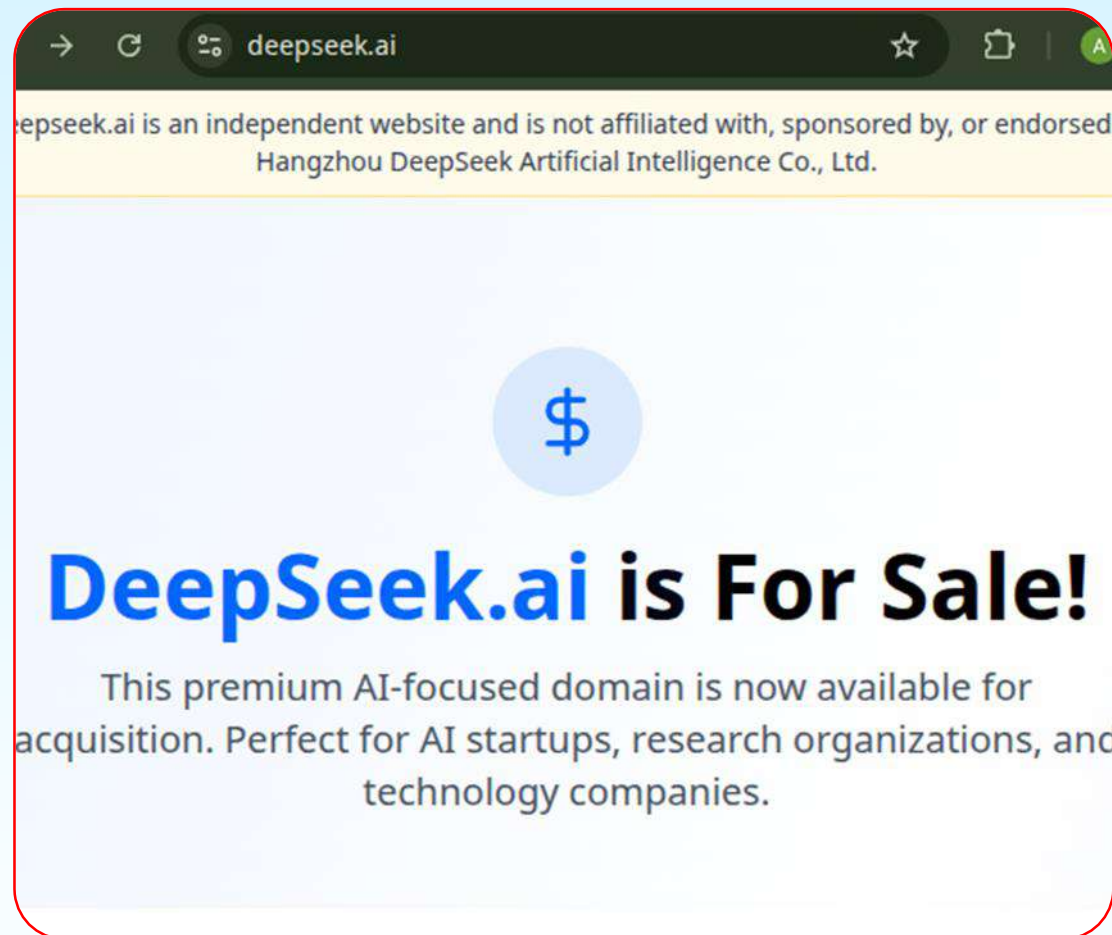 deepseek.ai
A
eepseek.ai is an independent website and is not affiliated with, sponsored by, or endorsed
Hangzhou DeepSeek Artificial Intelligence Co., Ltd.
$
DeepSeek.ai is For Sale!
This premium AI-focused domain is now available for
acquisition. Perfect for AI startups, research organizations, and
technology companies.